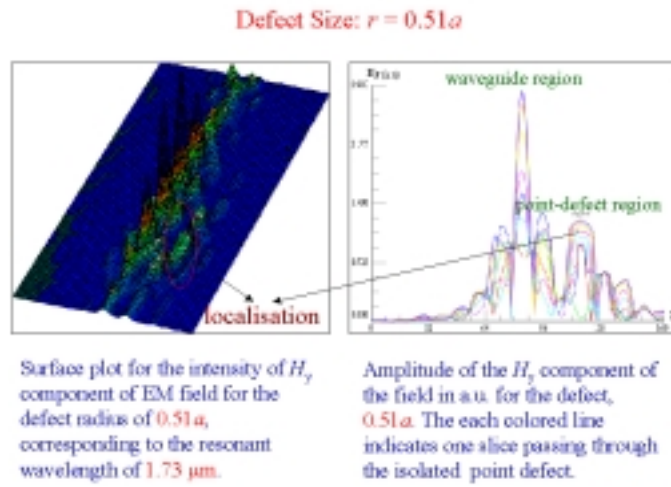 Defect Size: r = 0.51a
waveguide region
point-defect region
localisation
Surface plot for the intensity of Hy
component of EM field for the
defect radius of 0.51a,
corresponding to the resonant
wavelength of 1.73 μm.
Amplitude of the Hy component of
the field in a.u. for the defect,
0.51a. The each colored line
indicates one slice passing through
the isolated point defect.